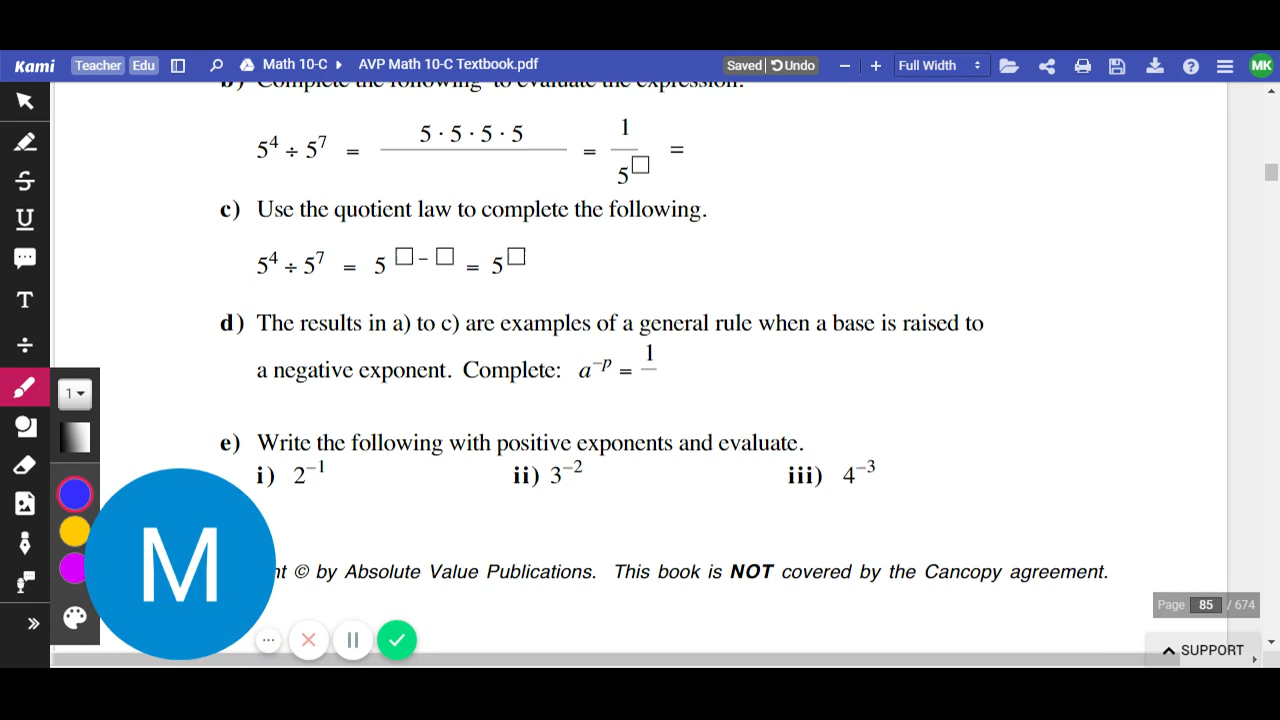 Kami Teacher Edu Math 10-C AVP Math 10-C Textbook.pdf Saved Undo − + Full Width MK
b) Complete the following to evaluate the expression.
5⁴ ÷ 5⁷ = 5 · 5 · 5 · 5 / = 1 / 5^□ =
c) Use the quotient law to complete the following.
5⁴ ÷ 5⁷ = 5^(□ − □) = 5^□
d) The results in a) to c) are examples of a general rule when a base is raised to
a negative exponent. Complete: a⁻ᵖ = 1 /
e) Write the following with positive exponents and evaluate.
i) 2⁻¹ ii) 3⁻² iii) 4⁻³
nt © by Absolute Value Publications. This book is NOT covered by the Cancopy agreement.
1
M
Page 85 / 674
SUPPORT